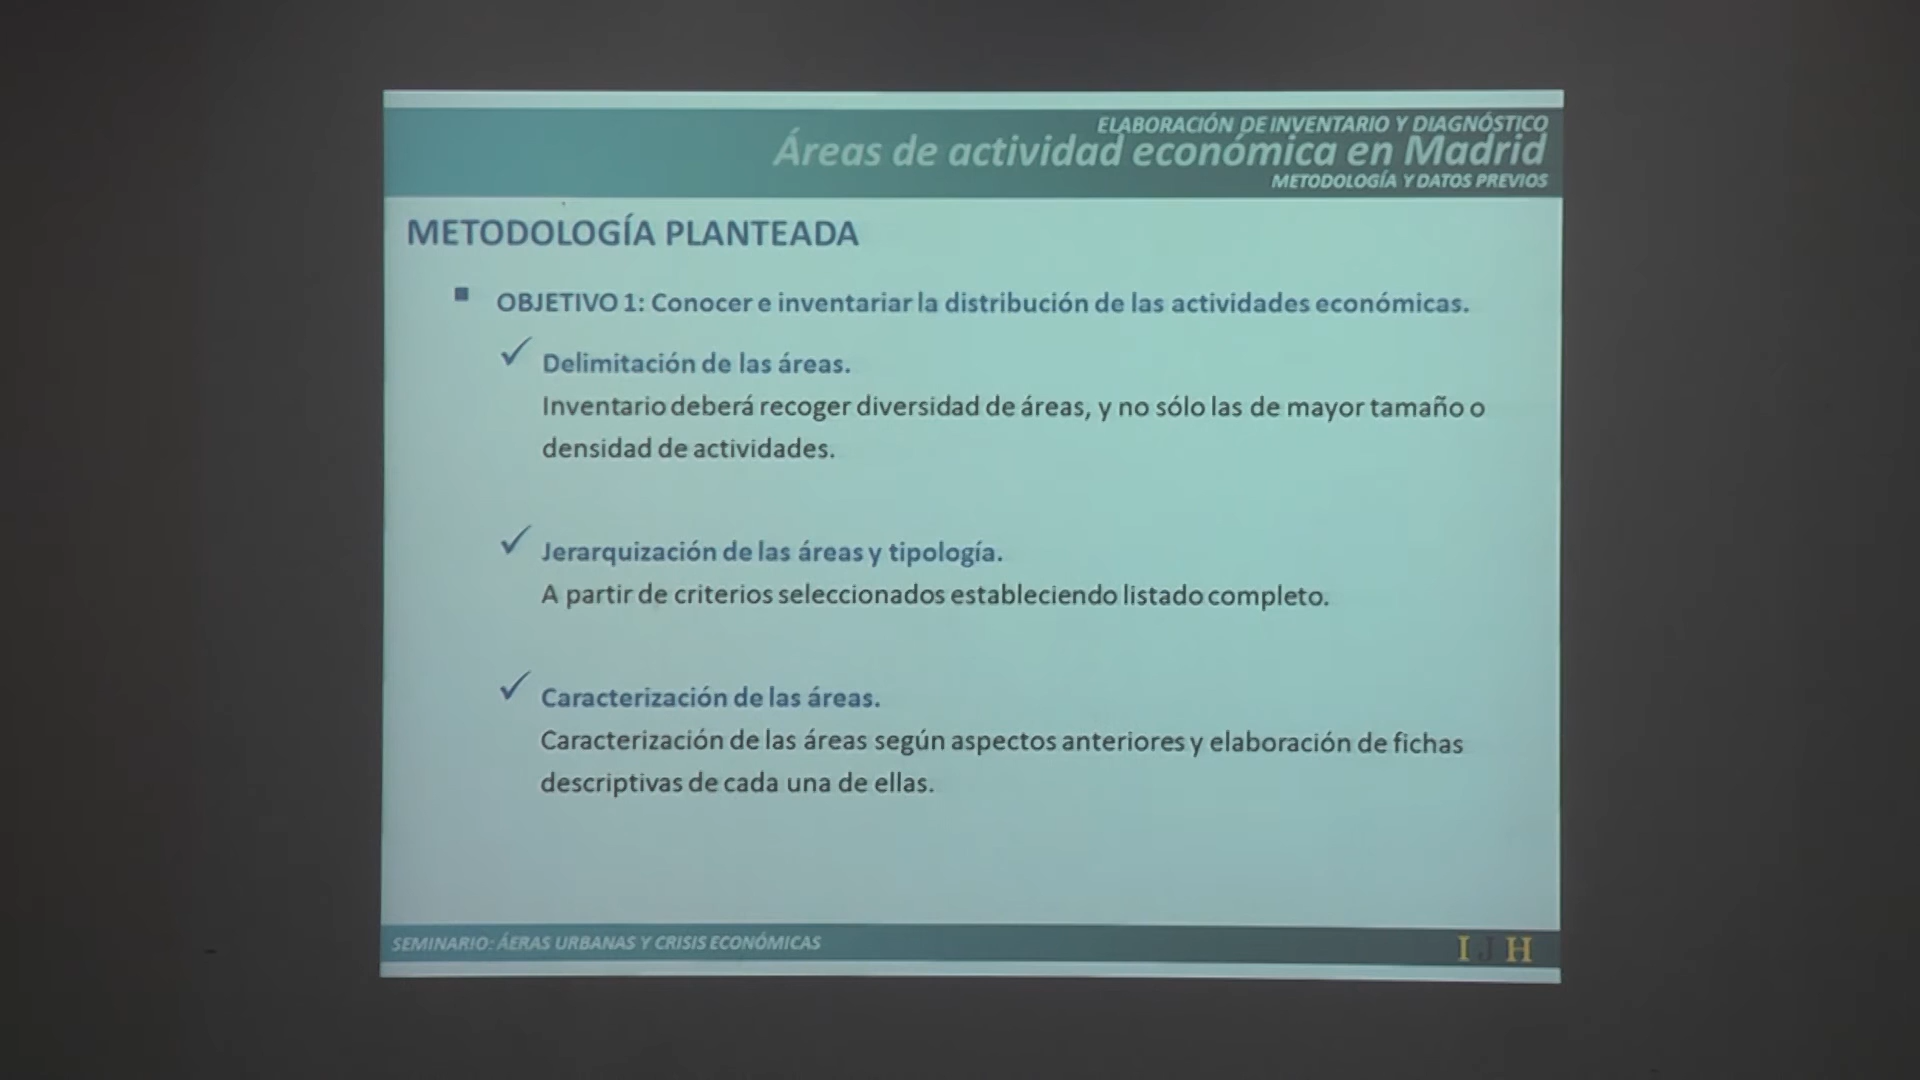 ELABORACIÓN DE INVENTARIO Y DIAGNÓSTICO
Áreas de actividad económica en Madrid
METODOLOGÍA Y DATOS PREVIOS
METODOLOGÍA PLANTEADA
OBJETIVO 1: Conocer e inventariar la distribución de las actividades económicas.
Delimitación de las áreas.
Inventario deberá recoger diversidad de áreas, y no sólo las de mayor tamaño o
densidad de actividades.
Jerarquización de las áreas y tipología.
A partir de criterios seleccionados estableciendo listado completo.
Caracterización de las áreas.
Caracterización de las áreas según aspectos anteriores y elaboración de fichas
descriptivas de cada una de ellas.
SEMINARIO: ÁERAS URBANAS Y CRISIS ECONÓMICAS
I J H